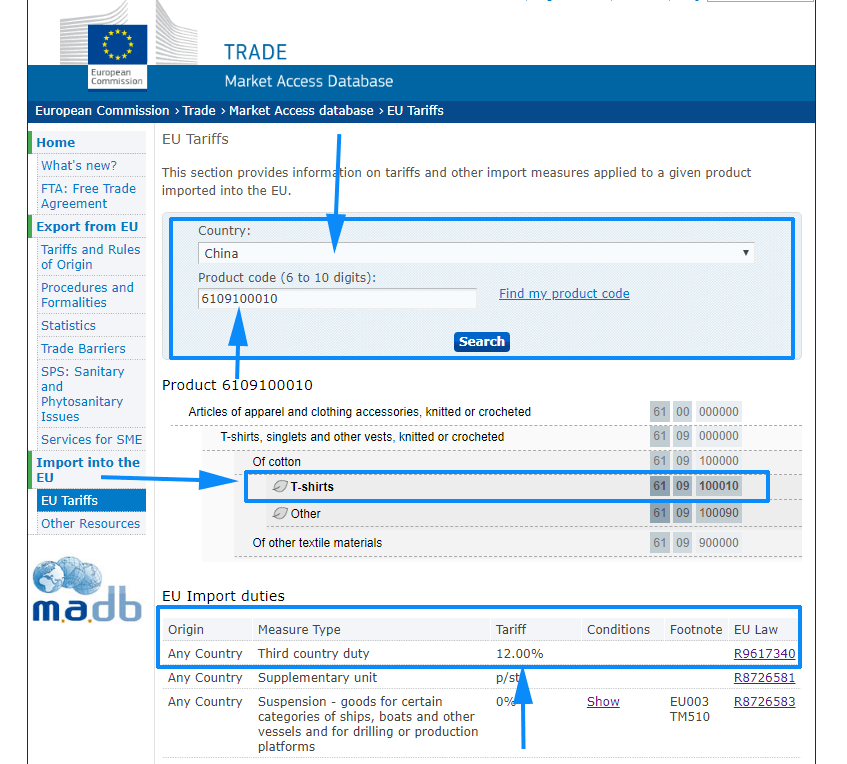 European
Commission
TRADE
Market Access Database
European Commission › Trade › Market Access database › EU Tariffs
Home
What's new?
FTA: Free Trade
Agreement
Export from EU
Tariffs and Rules
of Origin
Procedures and
Formalities
Statistics
Trade Barriers
SPS: Sanitary
and
Phytosanitary
Issues
Services for SME
Import into the
EU
EU Tariffs
Other Resources
m.a.db
EU Tariffs
This section provides information on tariffs and other import measures applied to a given product
imported into the EU.
Country:
China
Product code (6 to 10 digits):
6109100010
Find my product code
Search
Product 6109100010
Articles of apparel and clothing accessories, knitted or crocheted 61 00 000000
T-shirts, singlets and other vests, knitted or crocheted 61 09 000000
Of cotton 61 09 100000
T-shirts 61 09 100010
Other 61 09 100090
Of other textile materials 61 09 900000
EU Import duties
Origin Measure Type Tariff Conditions Footnote EU Law
Any Country Third country duty 12.00% R9617340
Any Country Supplementary unit p/st R8726581
Any Country Suspension - goods for certain 0% Show EU003 R8726583
categories of ships, boats and other TM510
vessels and for drilling or production
platforms